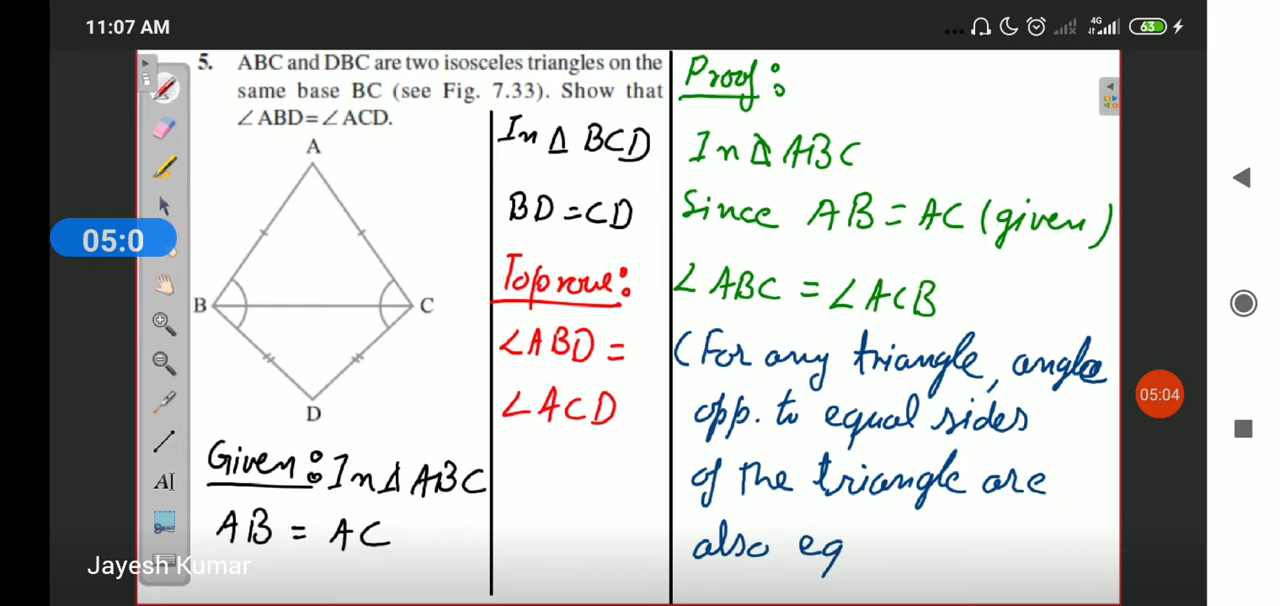 11:07 AM
4G
63
5. ABC and DBC are two isosceles triangles on the
same base BC (see Fig. 7.33). Show that
∠ABD=∠ACD.
A
B
C
D
Given: In Δ ABC
AB = AC
In Δ BCD
BD = CD
To prove:
∠ABD =
∠ACD
Proof:
In Δ ABC
Since AB = AC (given)
∠ABC = ∠ACB
(For any triangle, angle
opp. to equal sides
of the triangle are
also eq
05:0
05:04
AI
Jayesh Kumar